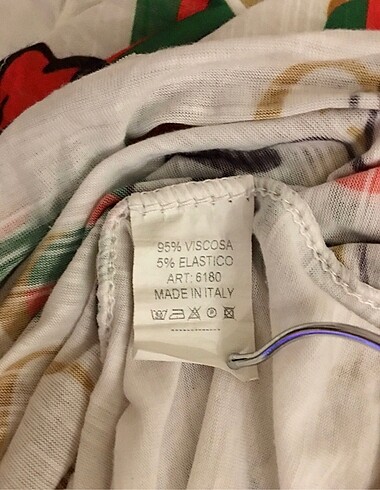 95% VISCOSA
5% ELASTICO
ART: 6180
MADE IN ITALY